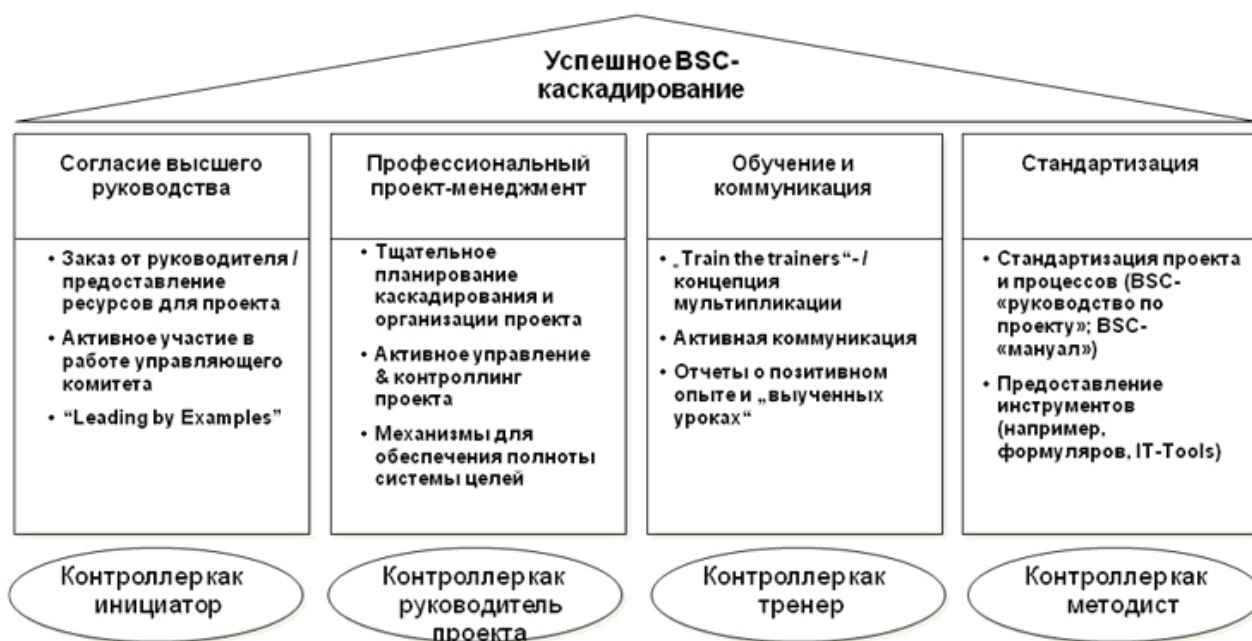 Успешное BSC-
каскадирование
Согласие высшего
руководства
• Заказ от руководителя /
предоставление
ресурсов для проекта
• Активное участие в
работе управляющего
комитета
• “Leading by Examples”
Контроллер как
инициатор
Профессиональный
проект-менеджмент
• Тщательное
планирование
каскадирования и
организации проекта
• Активное управление
& контроллинг
проекта
• Механизмы для
обеспечения полноты
системы целей
Контроллер как
руководитель
проекта
Обучение и
коммуникация
• „Train the trainers“- /
концепция
мультипликации
• Активная коммуникация
• Отчеты о позитивном
опыте и „выученных
уроках“
Контроллер как
тренер
Стандартизация
• Стандартизация проекта
и процессов (BSC-
«руководство по
проекту»; BSC-
«мануал»)
• Предоставление
инструментов
(например,
формуляров, IT-Tools)
Контроллер как
методист